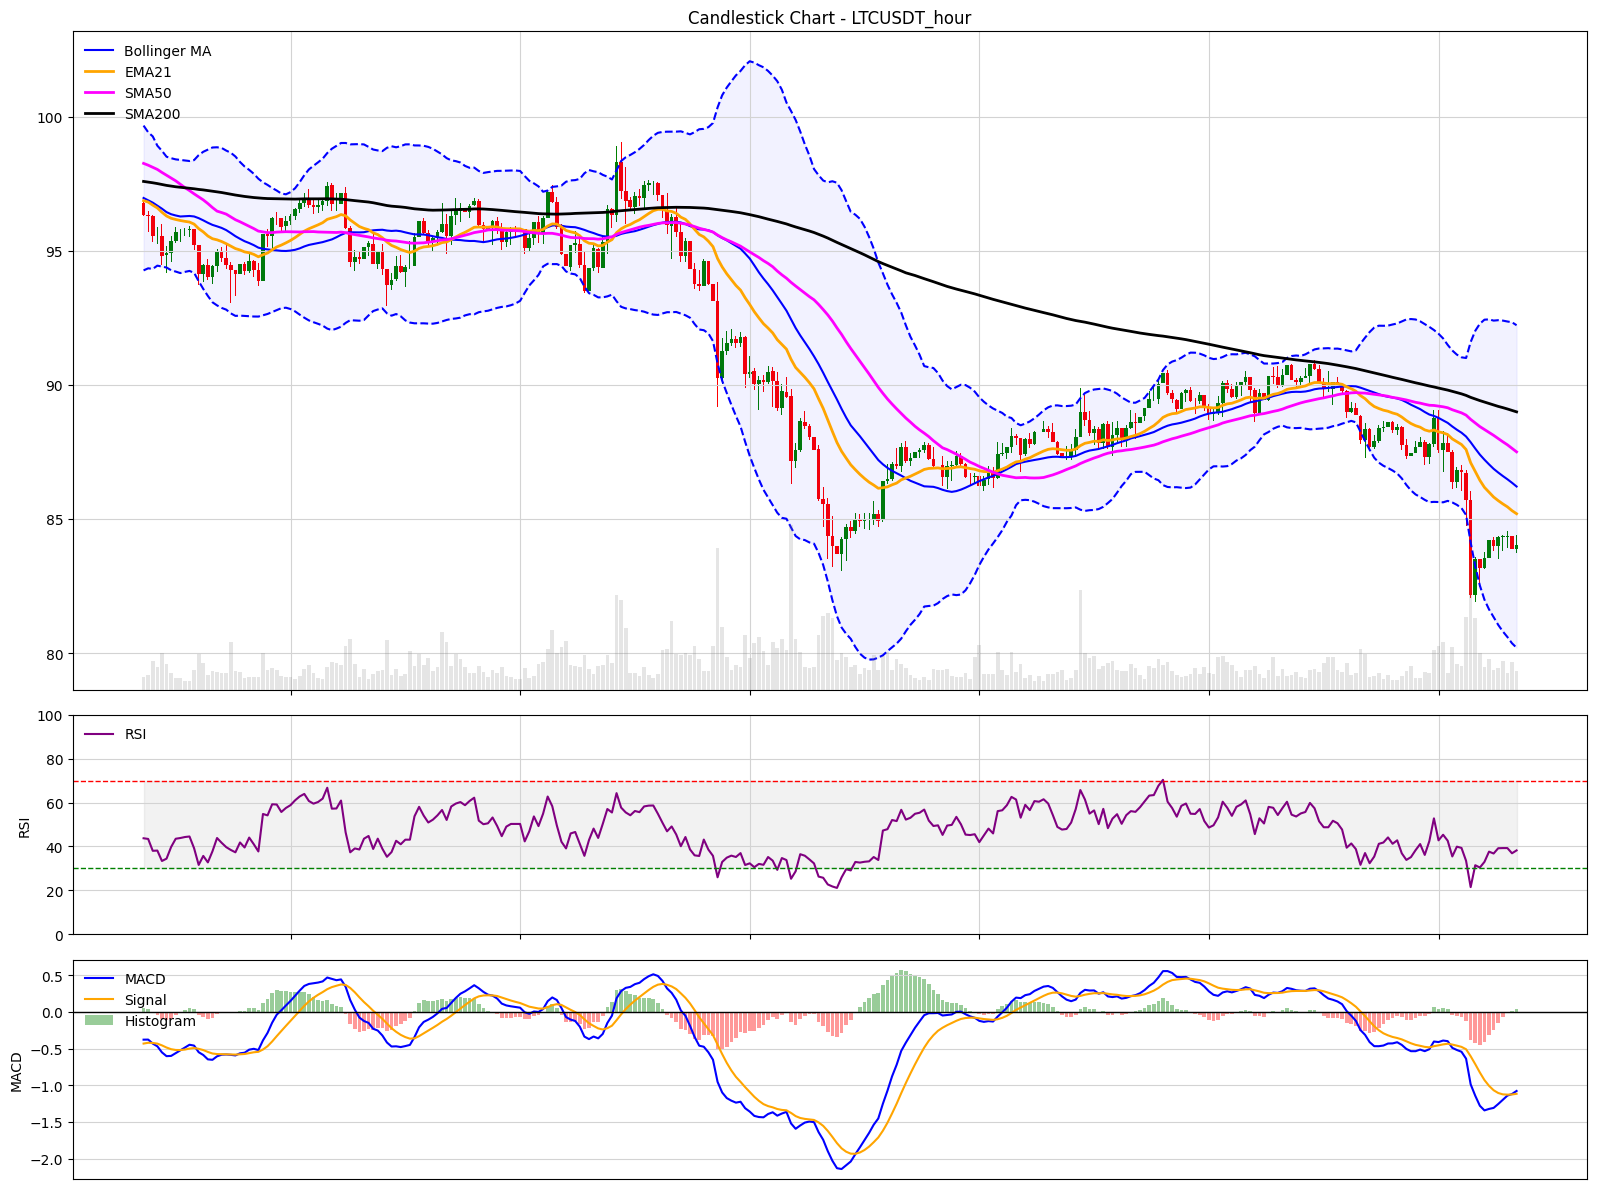 Candlestick Chart - LTCUSDT_hour
Bollinger MA
EMA21
SMA50
SMA200
100
95
90
85
80
100
80
60
40
20
0
RSI
RSI
0.5
0.0
−0.5
−1.0
−1.5
−2.0
MACD
MACD
Signal
Histogram